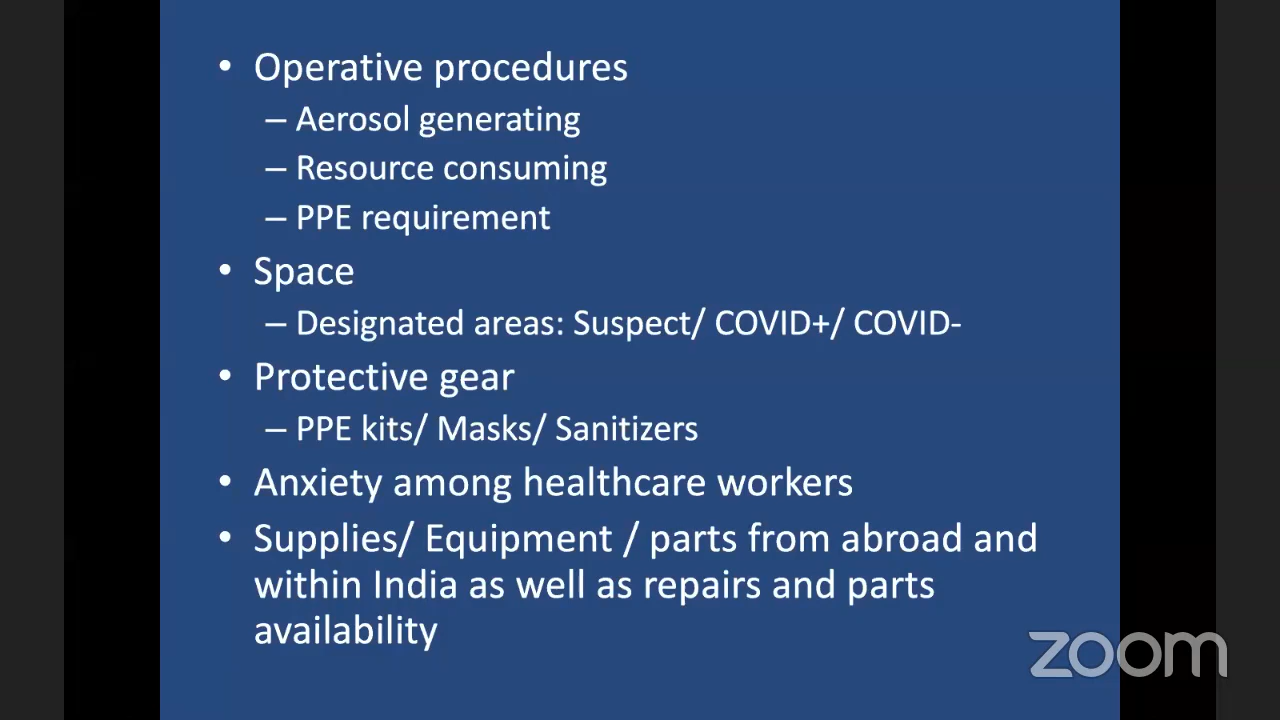 • Operative procedures
– Aerosol generating
– Resource consuming
– PPE requirement
• Space
– Designated areas: Suspect/ COVID+/ COVID-
• Protective gear
– PPE kits/ Masks/ Sanitizers
• Anxiety among healthcare workers
• Supplies/ Equipment / parts from abroad and
within India as well as repairs and parts
availability
zoom